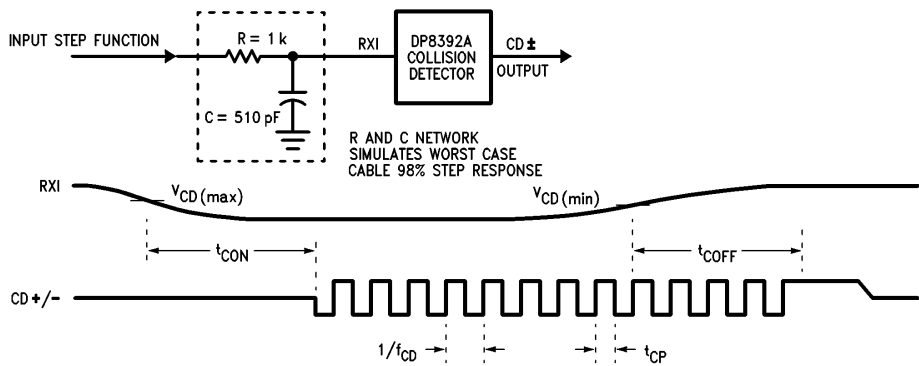 INPUT STEP FUNCTION
R = 1 k
C = 510 pF
RXI
DP8392A
COLLISION
DETECTOR
CD ±
OUTPUT
R AND C NETWORK
SIMULATES WORST CASE
CABLE 98% STEP RESPONSE
RXI
VCD (max)
VCD (min)
tCON
tCOFF
CD +/-
1/fCD
tCP